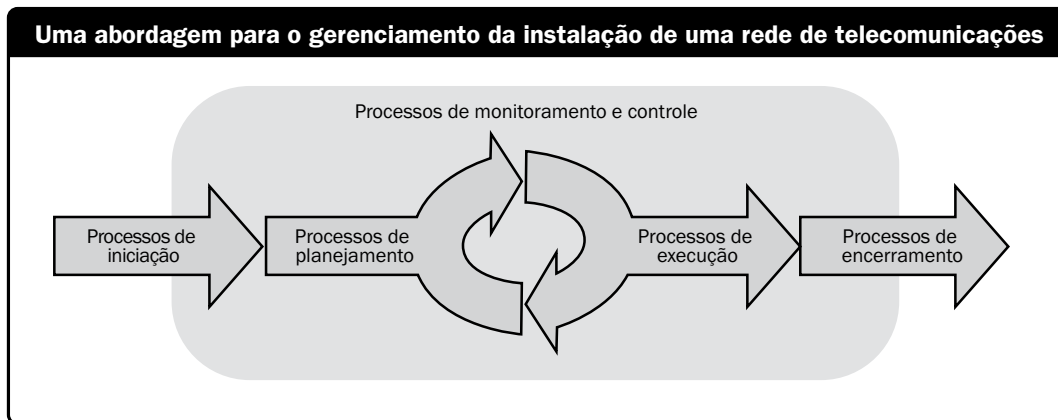 Uma abordagem para o gerenciamento da instalação de uma rede de telecomunicações
Processos de monitoramento e controle
Processos de
iniciação
Processos de
planejamento
Processos de
execução
Processos de
encerramento